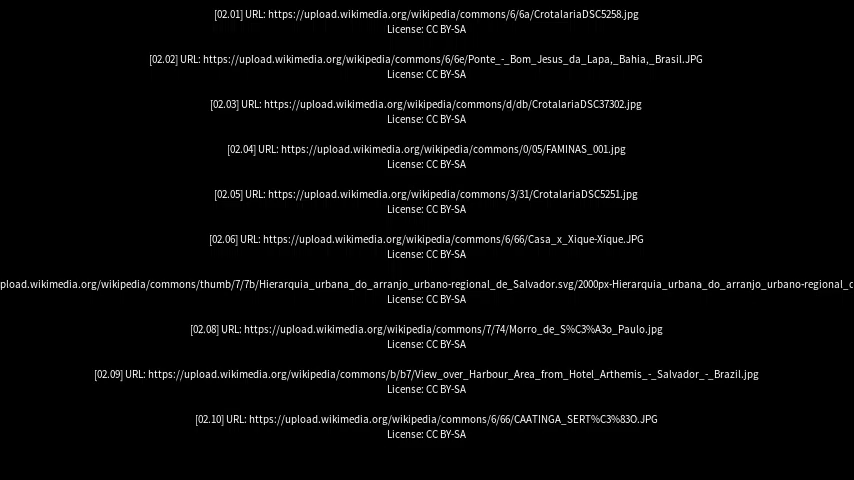 [02.01] URL: https://upload.wikimedia.org/wikipedia/commons/6/6a/CrotalariaDSC5258.jpg
License: CC BY-SA
[02.02] URL: https://upload.wikimedia.org/wikipedia/commons/6/6e/Ponte_-_Bom_Jesus_da_Lapa,_Bahia,_Brasil.JPG
License: CC BY-SA
[02.03] URL: https://upload.wikimedia.org/wikipedia/commons/d/db/CrotalariaDSC37302.jpg
License: CC BY-SA
[02.04] URL: https://upload.wikimedia.org/wikipedia/commons/0/05/FAMINAS_001.jpg
License: CC BY-SA
[02.05] URL: https://upload.wikimedia.org/wikipedia/commons/3/31/CrotalariaDSC5251.jpg
License: CC BY-SA
[02.06] URL: https://upload.wikimedia.org/wikipedia/commons/6/66/Casa_x_Xique-Xique.JPG
License: CC BY-SA
pload.wikimedia.org/wikipedia/commons/thumb/7/7b/Hierarquia_urbana_do_arranjo_urbano-regional_de_Salvador.svg/2000px-Hierarquia_urbana_do_arranjo_urbano-regional_c
License: CC BY-SA
[02.08] URL: https://upload.wikimedia.org/wikipedia/commons/7/74/Morro_de_S%C3%A3o_Paulo.jpg
License: CC BY-SA
[02.09] URL: https://upload.wikimedia.org/wikipedia/commons/b/b7/View_over_Harbour_Area_from_Hotel_Arthemis_-_Salvador_-_Brazil.jpg
License: CC BY-SA
[02.10] URL: https://upload.wikimedia.org/wikipedia/commons/6/66/CAATINGA_SERT%C3%83O.JPG
License: CC BY-SA